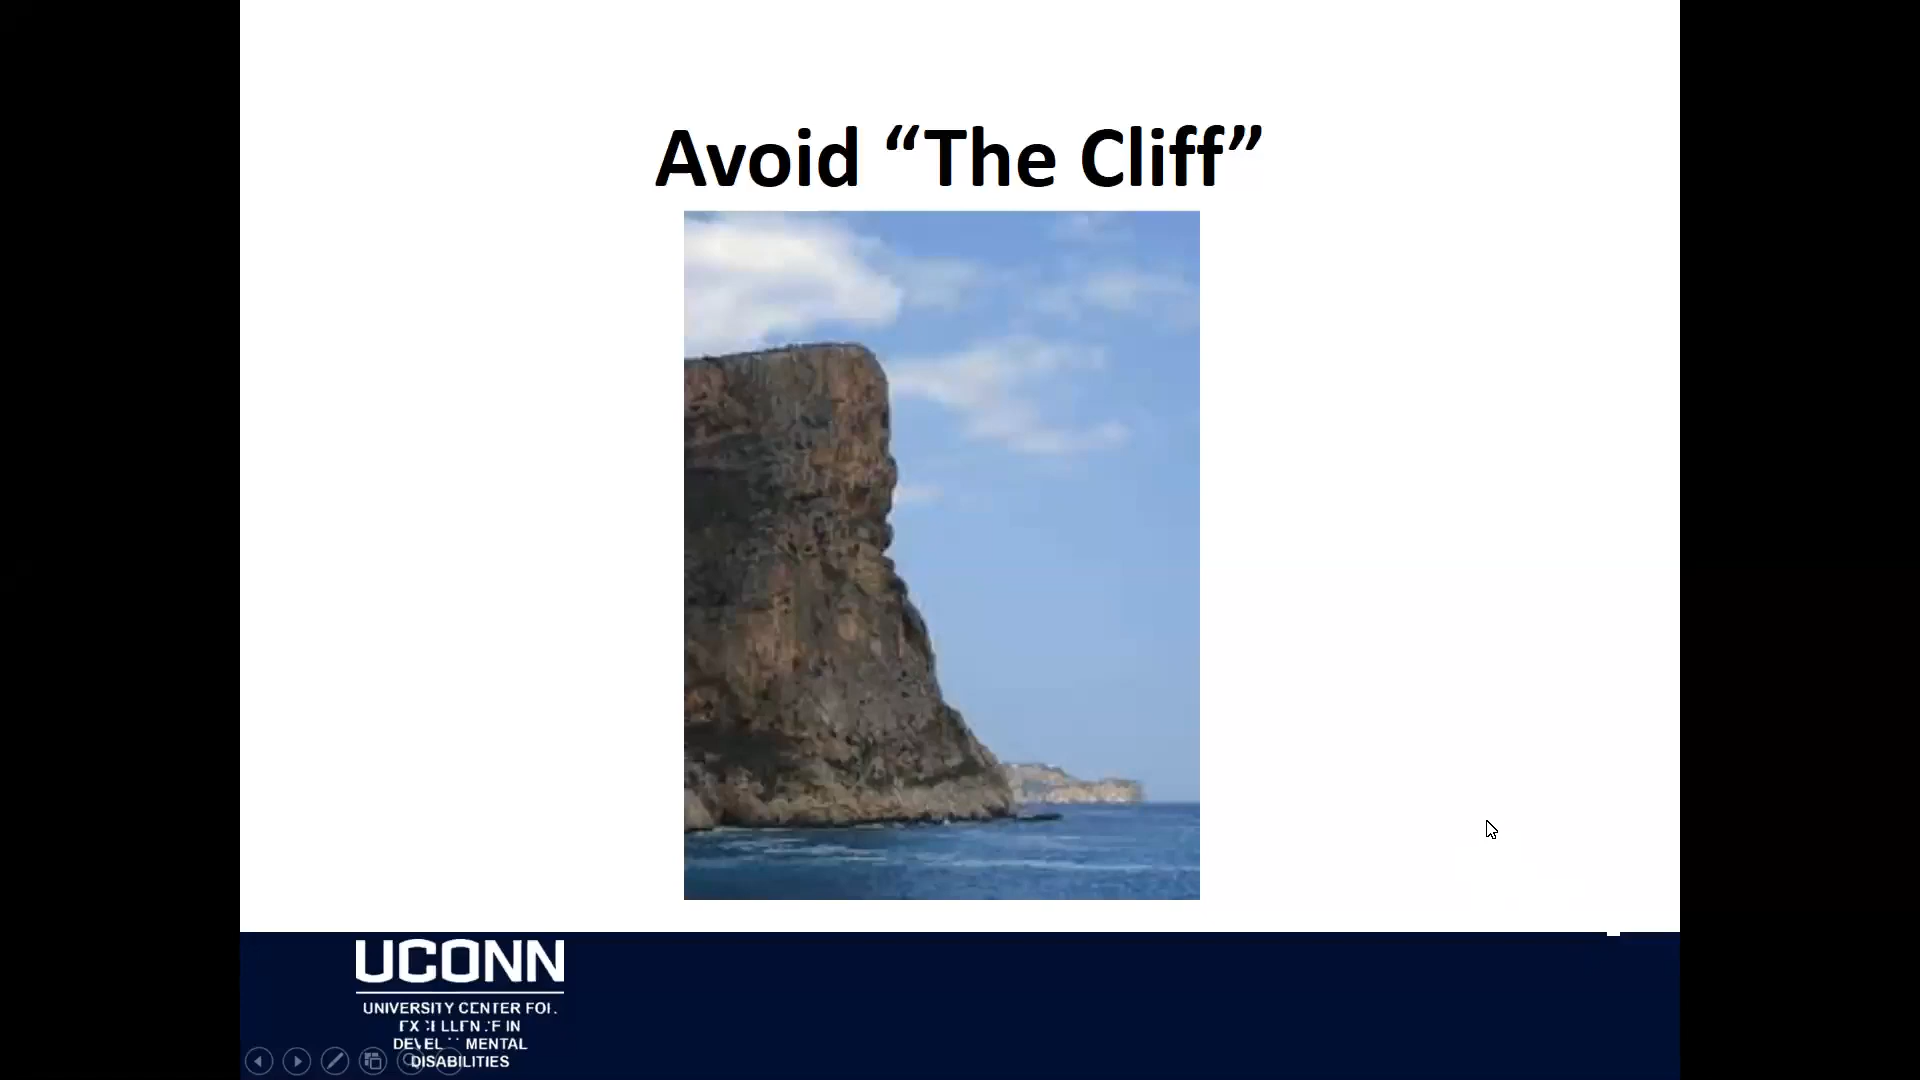 Avoid “The Cliff”
UCONN
UNIVERSITY CENTER FOR
EXCELLENCE IN
DEVELOPMENTAL
DISABILITIES